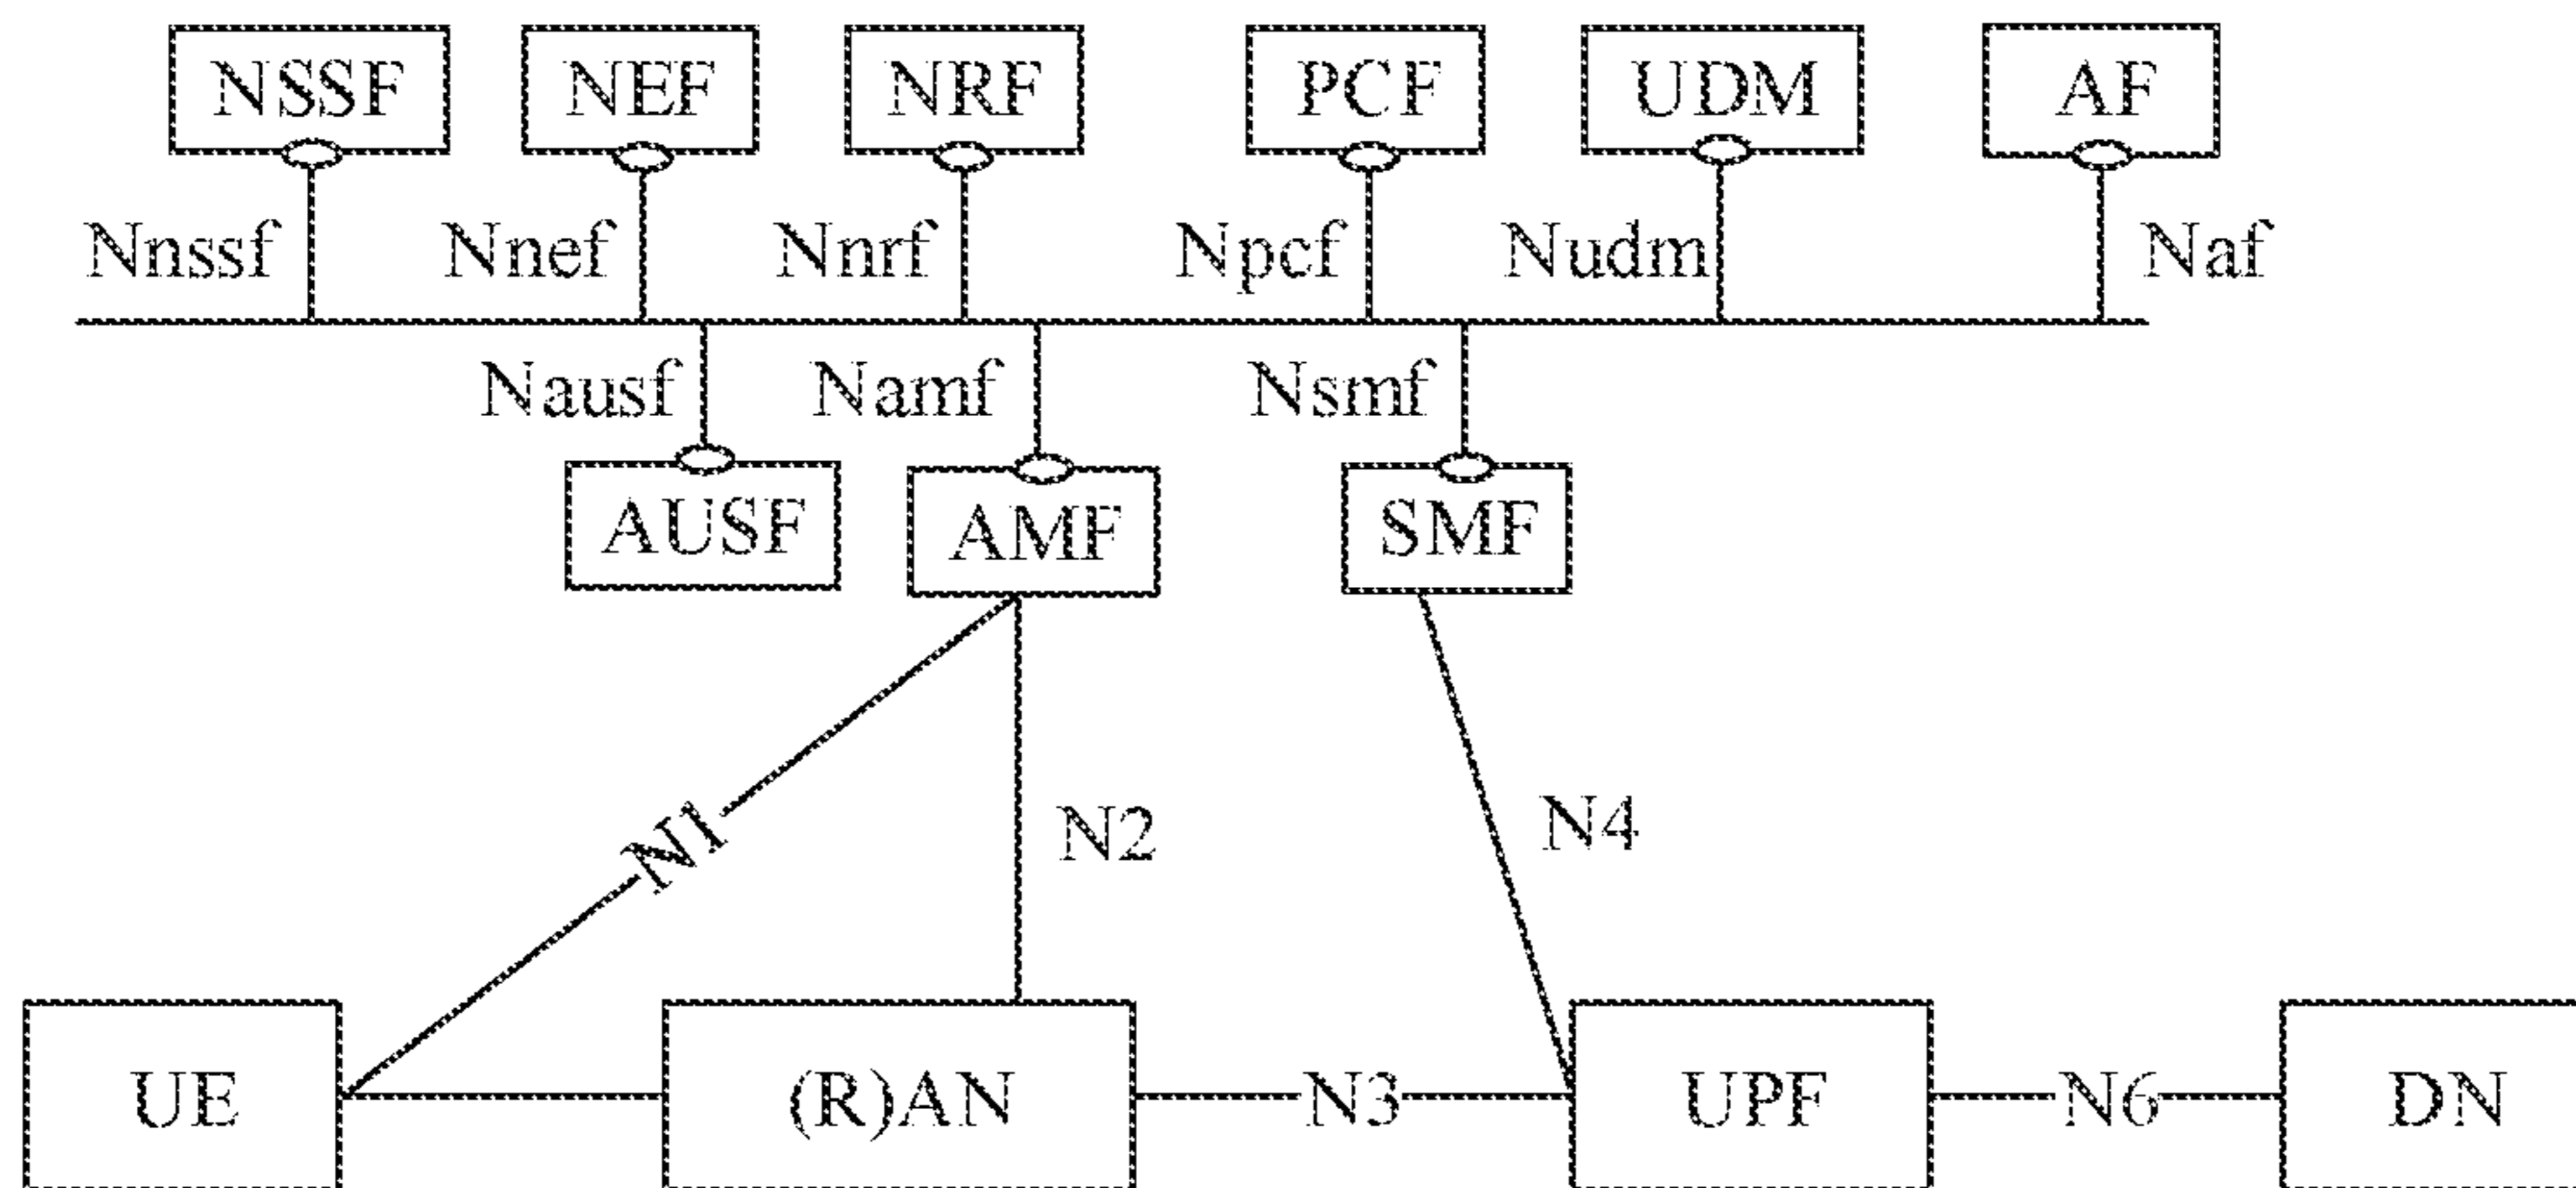 NSSF NEF NRF PCF UDM AF
Nnssf Nnef Nnrf Npcf Nudm Naf
Nausf Namf Nsmf
AUSF AMF SMF
N1 N2 N4
UE (R)AN N3 UPF N6 DN